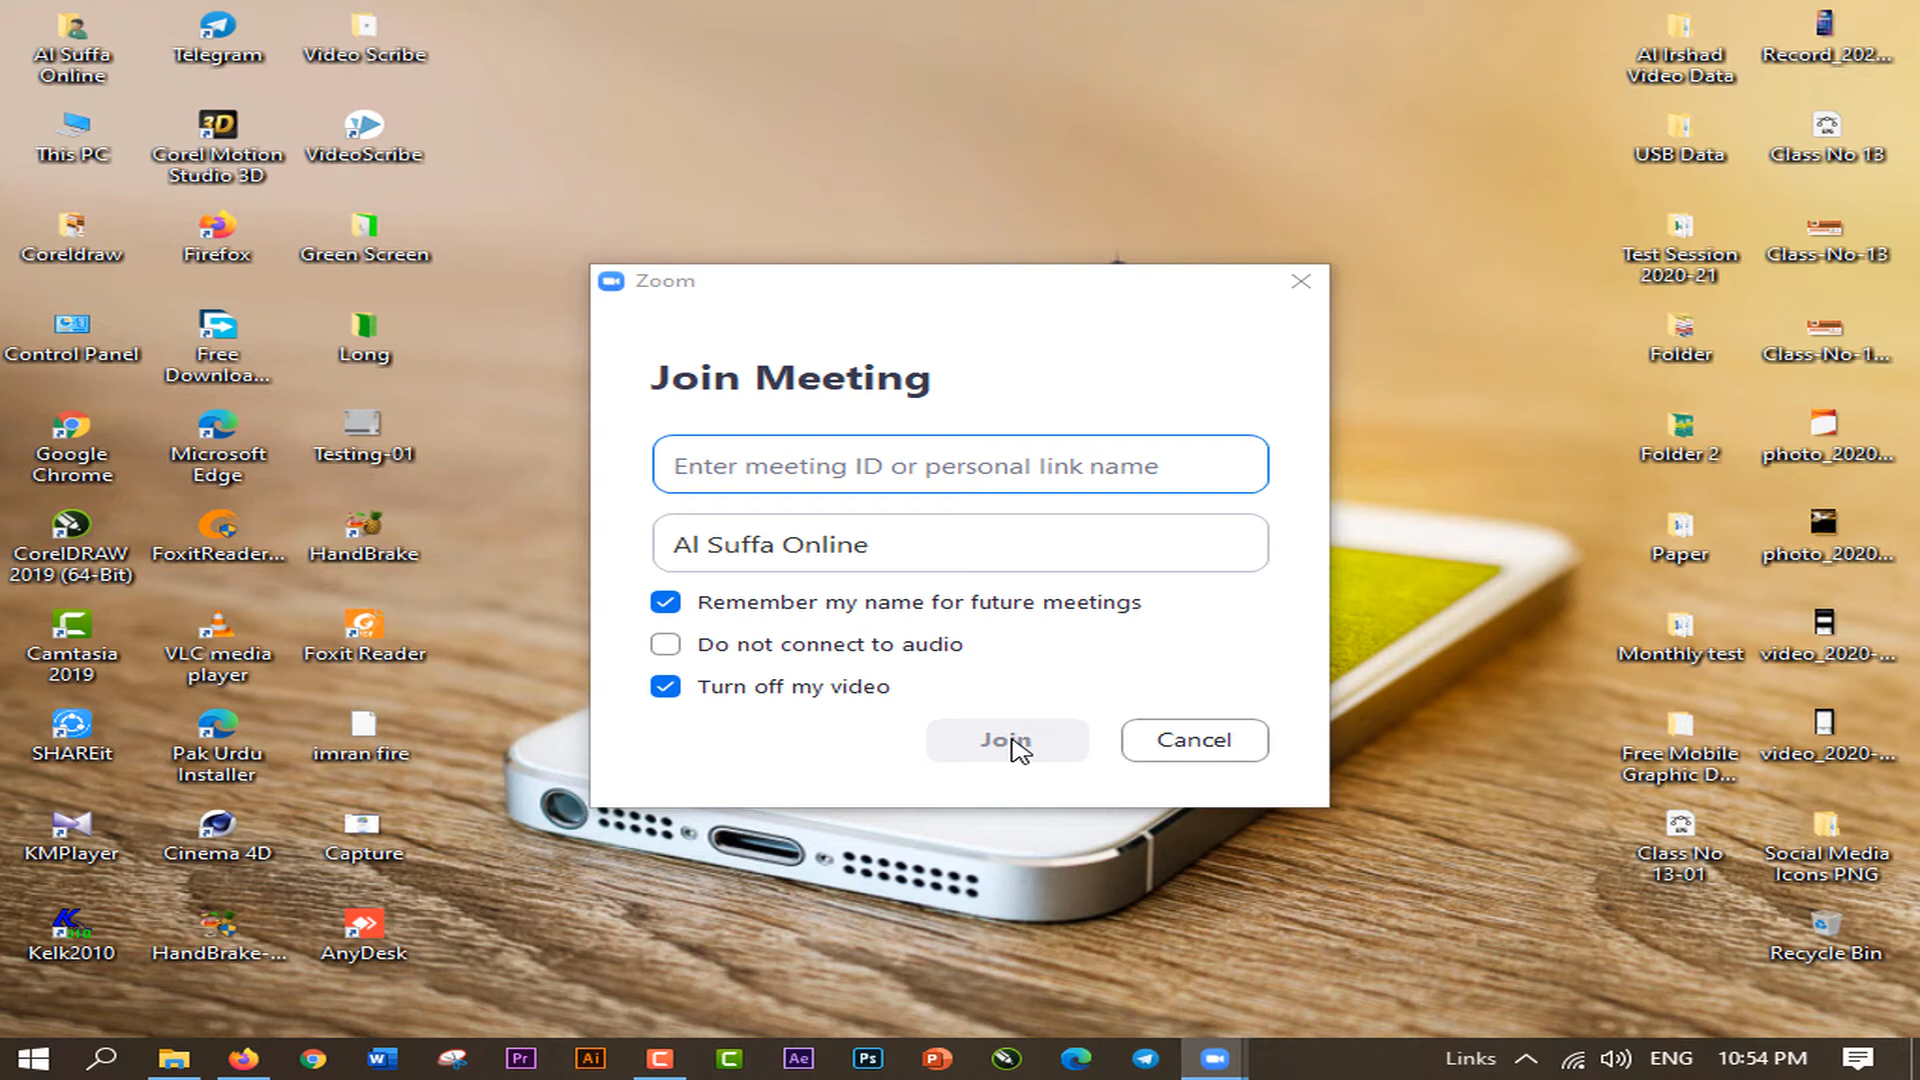 Al Suffa
Online
Telegram
Video Scribe
This PC
Corel Motion
Studio 3D
VideoScribe
Coreldraw
Firefox
Green Screen
Control Panel
Free
Downloa...
Long
Google
Chrome
Microsoft
Edge
Testing-01
CorelDRAW
2019 (64-Bit)
FoxitReader...
HandBrake
Camtasia
2019
VLC media
player
Foxit Reader
SHAREit
Pak Urdu
Installer
imran fire
KMPlayer
Cinema 4D
Capture
Kelk2010
HandBrake-...
AnyDesk
Zoom
Join Meeting
Enter meeting ID or personal link name
Al Suffa Online
Remember my name for future meetings
Do not connect to audio
Turn off my video
Join
Cancel
Al Irshad
Video Data
Record_202...
USB Data
Class No 13
Test Session
2020-21
Class-No-13
Folder
Class-No-1...
Folder 2
photo_2020...
Paper
photo_2020...
Monthly test
video_2020-...
Free Mobile
Graphic D...
video_2020-...
Class No
13-01
Social Media
Icons PNG
Recycle Bin
Links
ENG
10:54 PM